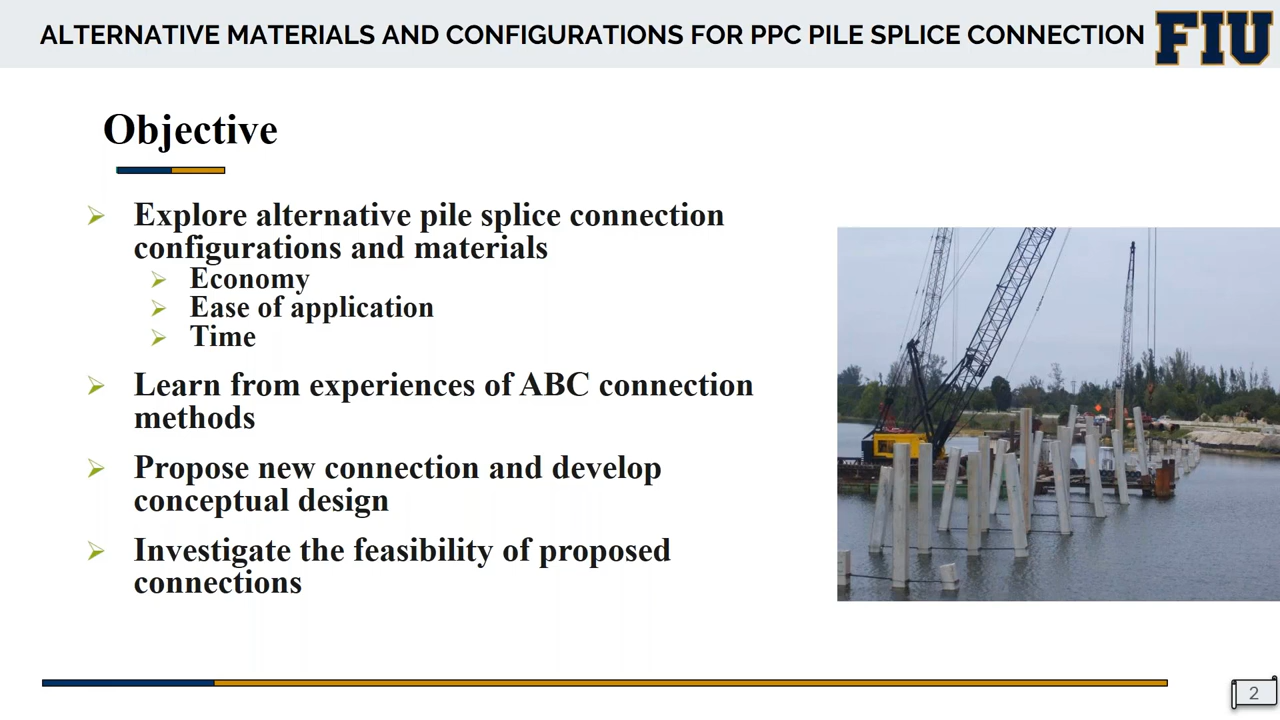 ALTERNATIVE MATERIALS AND CONFIGURATIONS FOR PPC PILE SPLICE CONNECTION
FIU
Objective
Explore alternative pile splice connection
configurations and materials
Economy
Ease of application
Time
Learn from experiences of ABC connection
methods
Propose new connection and develop
conceptual design
Investigate the feasibility of proposed
connections
2